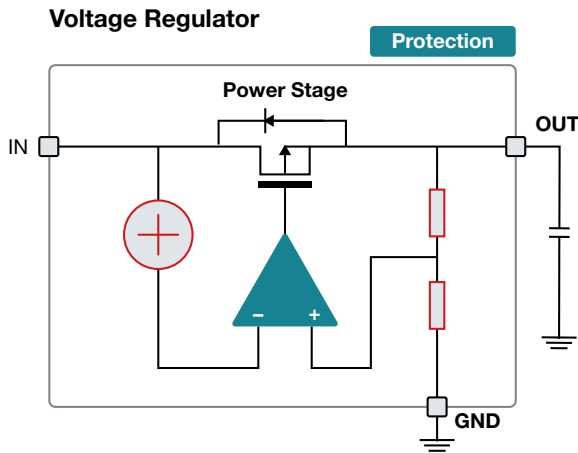 Voltage Regulator
Protection
Power Stage
IN
OUT
− +
GND